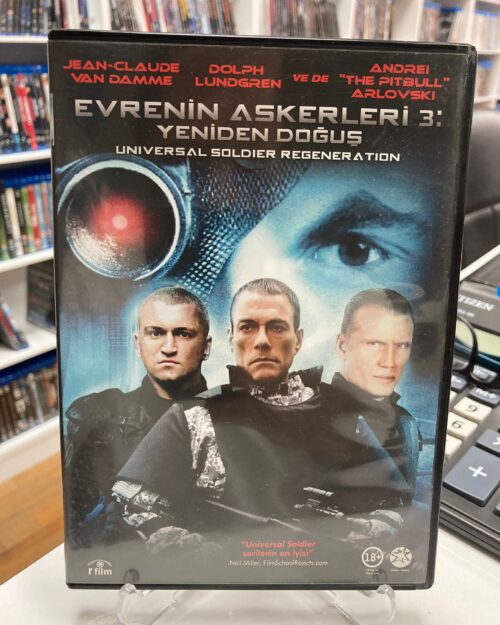 JEAN-CLAUDE
VAN DAMME
DOLPH
LUNDGREN
VE DE
ANDREI
"THE PITBULL"
ARLOVSKI
EVRENİN ASKERLERİ 3:
YENİDEN DOĞUŞ
UNIVERSAL SOLDIER REGENERATION
"Universal Soldier
serilerin en iyisi"
-Neil Miller, FilmSchoolRejects.com
r film
18+
CITIZEN